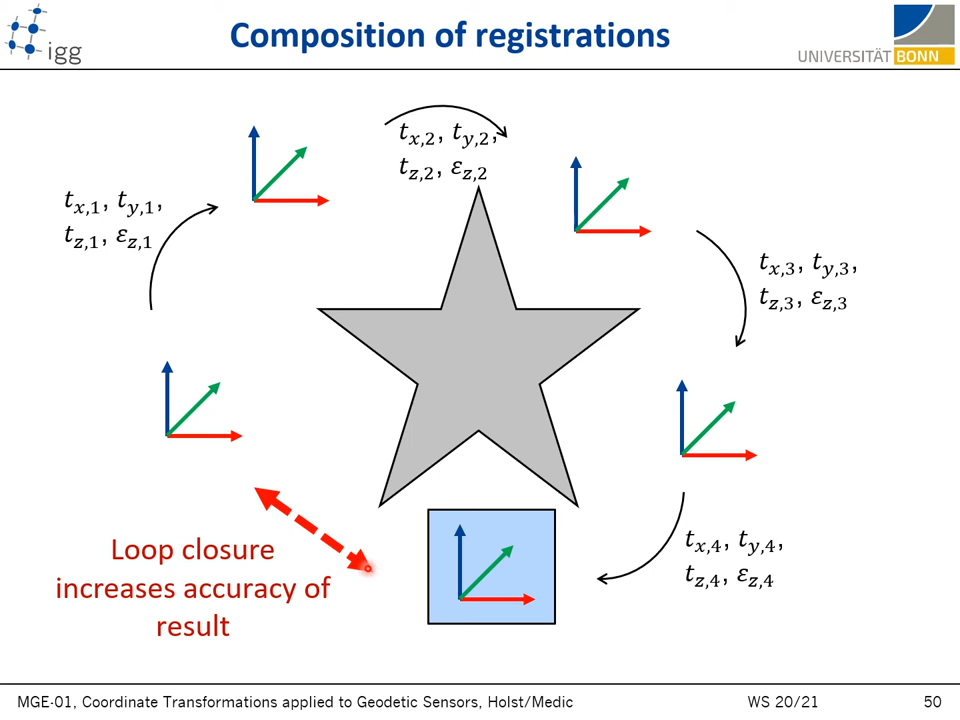 igg
Composition of registrations
UNIVERSITÄT BONN
t_{x,1}, t_{y,1},
t_{z,1}, ε_{z,1}
t_{x,2}, t_{y,2},
t_{z,2}, ε_{z,2}
t_{x,3}, t_{y,3},
t_{z,3}, ε_{z,3}
t_{x,4}, t_{y,4},
t_{z,4}, ε_{z,4}
Loop closure
increases accuracy of
result
MGE-01, Coordinate Transformations applied to Geodetic Sensors, Holst/Medic WS 20/21 50